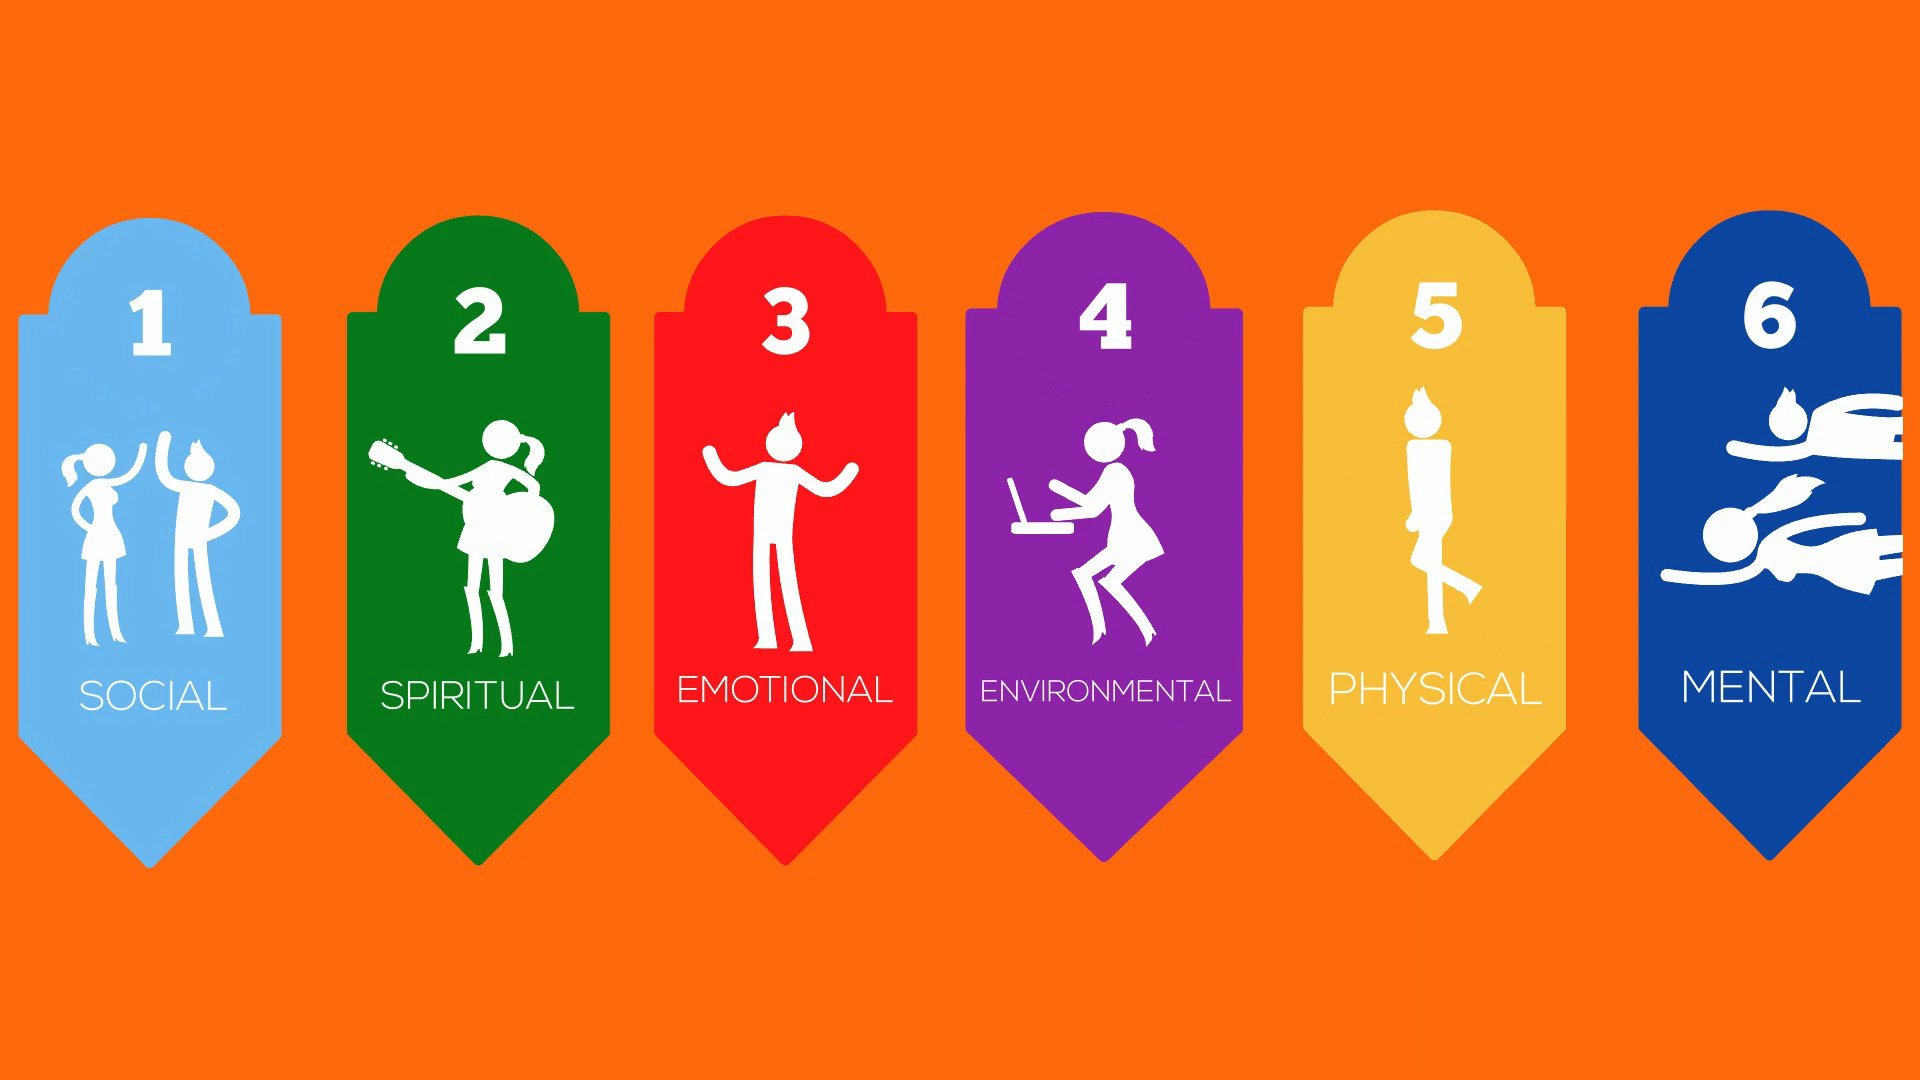 1
SOCIAL
2
SPIRITUAL
3
EMOTIONAL
4
ENVIRONMENTAL
5
PHYSICAL
6
MENTAL